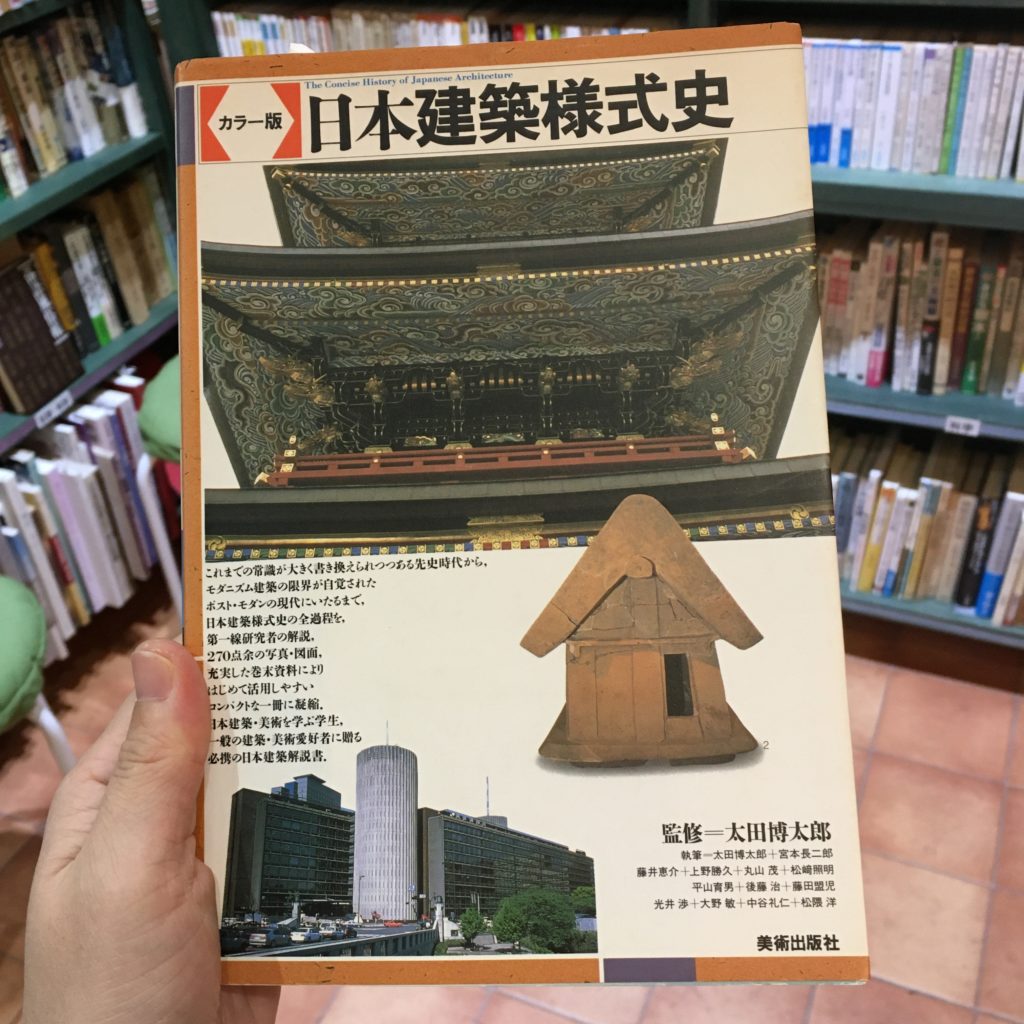 The Concise History of Japanese Architecture
カラー版
日本建築様式史
これまでの常識が大きく書き換えられつつある先史時代から,
モダニズム建築の限界が自覚された
ポスト・モダンの現代にいたるまで,
日本建築様式史の全過程を,
第一線研究者の解説,
270点余の写真・図面,
充実した巻末資料により
はじめて活用しやすい
コンパクトな一冊に凝縮.
日本建築・美術を学ぶ学生,
一般の建築・美術愛好者に贈る
必携の日本建築解説書.
2
監修=太田博太郎
執筆=太田博太郎+宮本長二郎
藤井恵介+上野勝久+丸山 茂+松﨑照明
平山育男+後藤 治+藤田盟児
光井 渉+大野 敏+中谷礼仁+松隈 洋
美術出版社